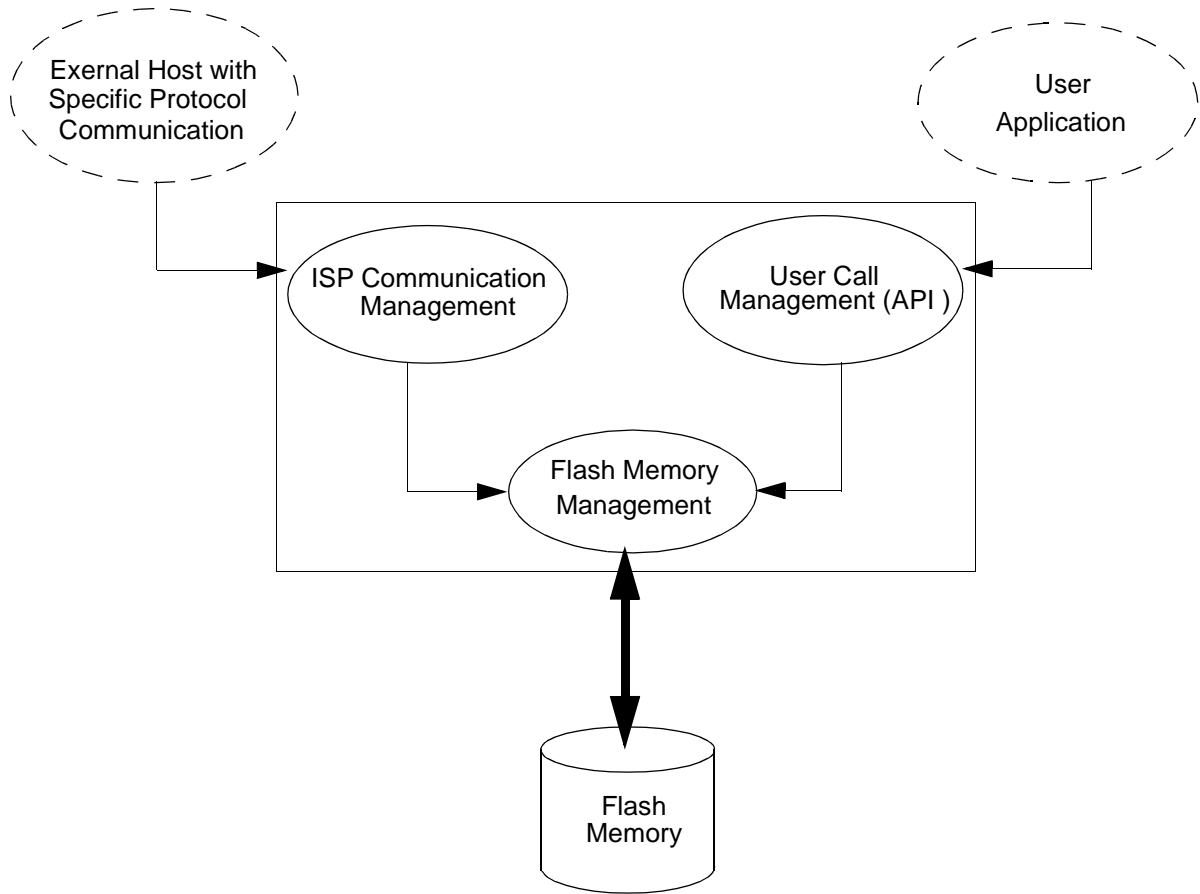 Exernal Host with
Specific Protocol
Communication
User
Application
ISP Communication
Management
User Call
Management (API )
Flash Memory
Management
Flash
Memory